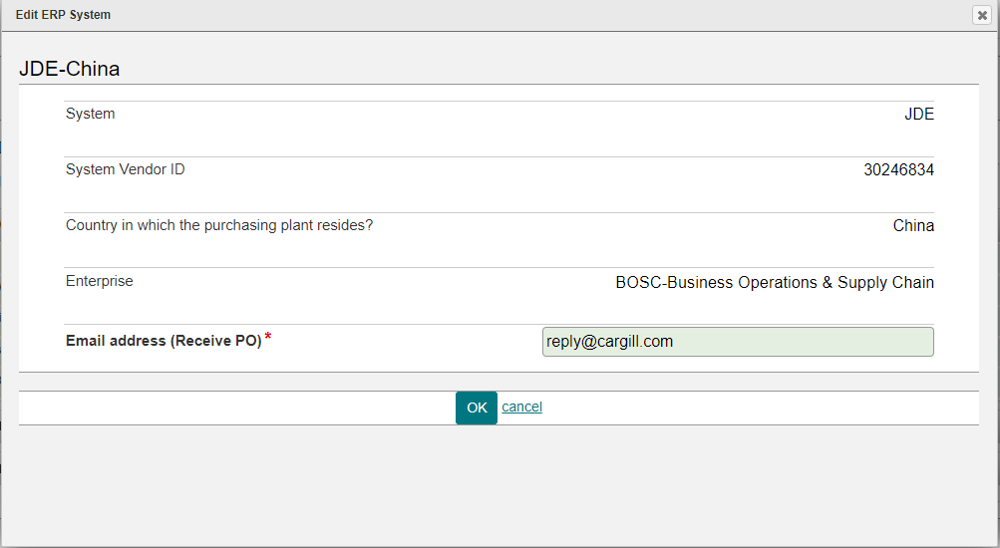 Edit ERP System
JDE-China
System JDE
System Vendor ID 30246834
Country in which the purchasing plant resides? China
Enterprise BOSC-Business Operations & Supply Chain
Email address (Receive PO)* reply@cargill.com
OK cancel